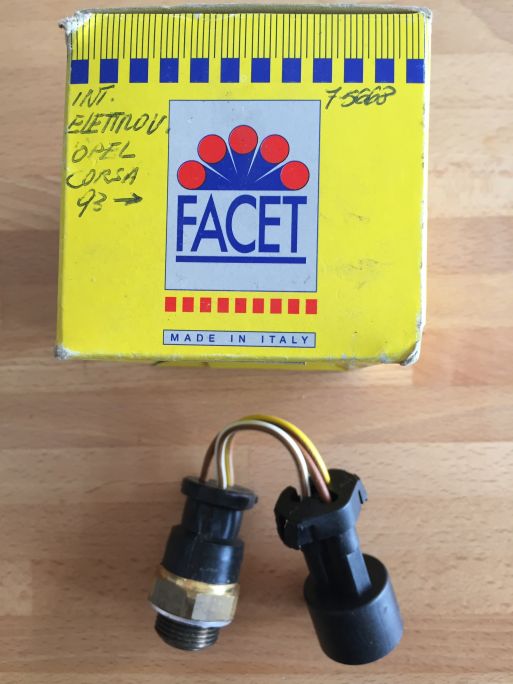 INT.
ELETTROV.
OPEL
CORSA
93 →
7-5668
FACET
MADE IN ITALY